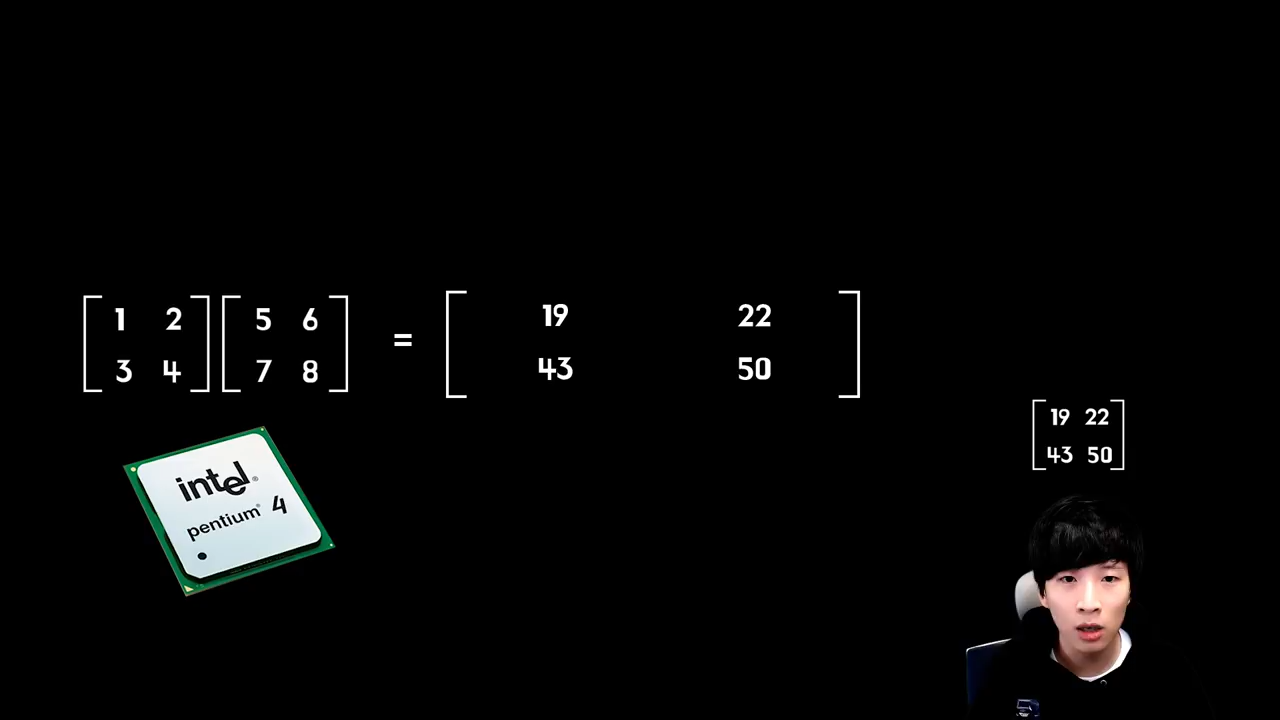 1 2 5 6 = 19 22
3 4 7 8 43 50
19 22
43 50
intel®
pentium® 4